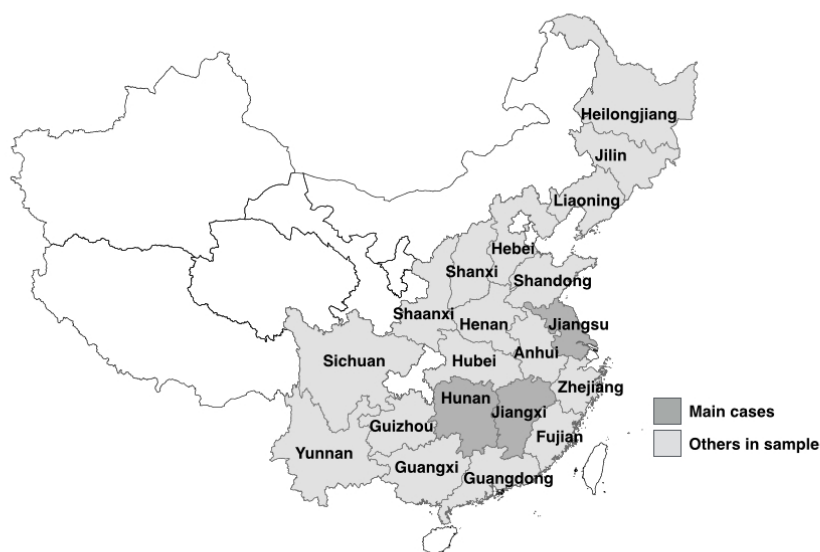 Heilongjiang
Jilin
Liaoning
Hebei
Shanxi
Shandong
Shaanxi
Henan
Jiangsu
Sichuan
Hubei
Anhui
Zhejiang
Hunan
Jiangxi
Guizhou
Fujian
Yunnan
Guangxi
Guangdong
Main cases
Others in sample